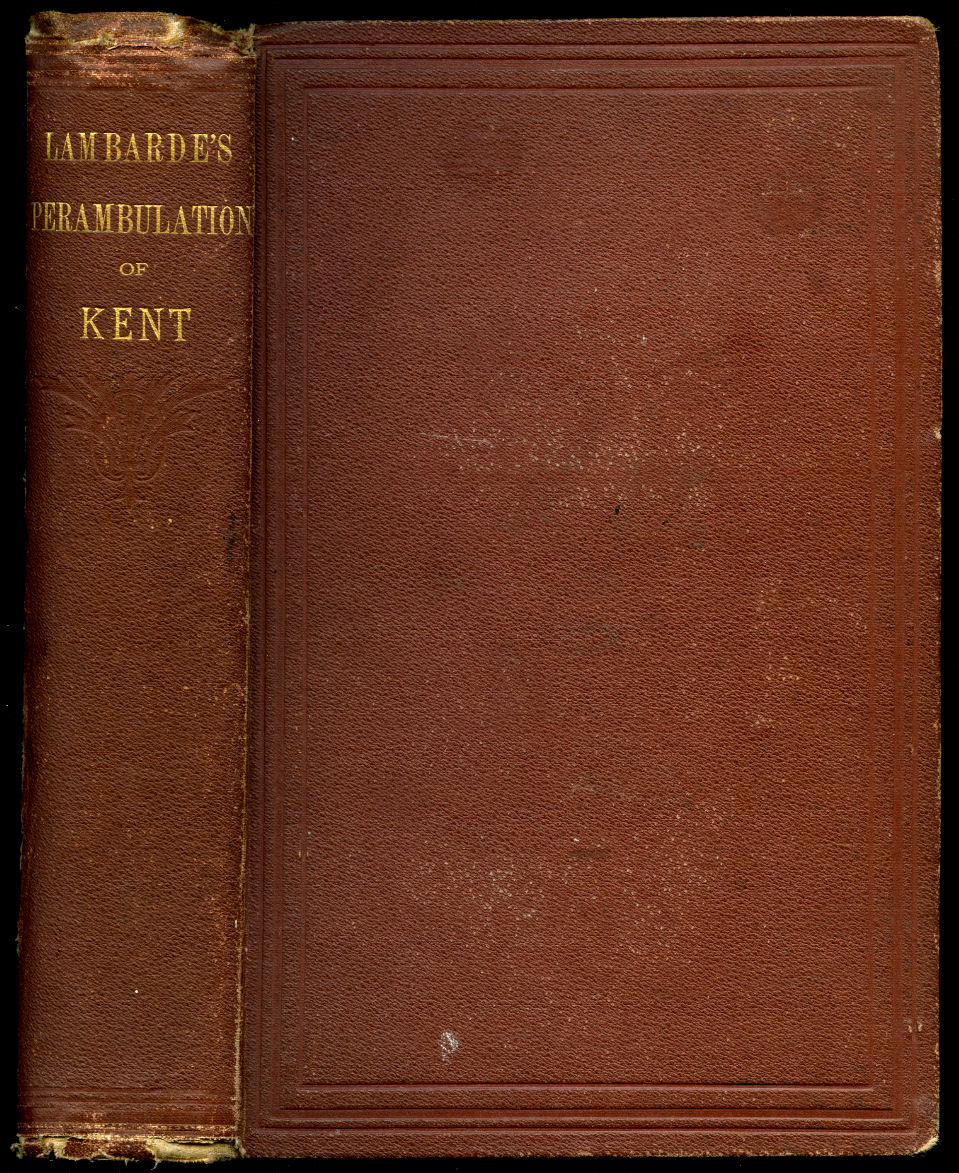 LAMBARDE'S
PERAMBULATION
OF
KENT